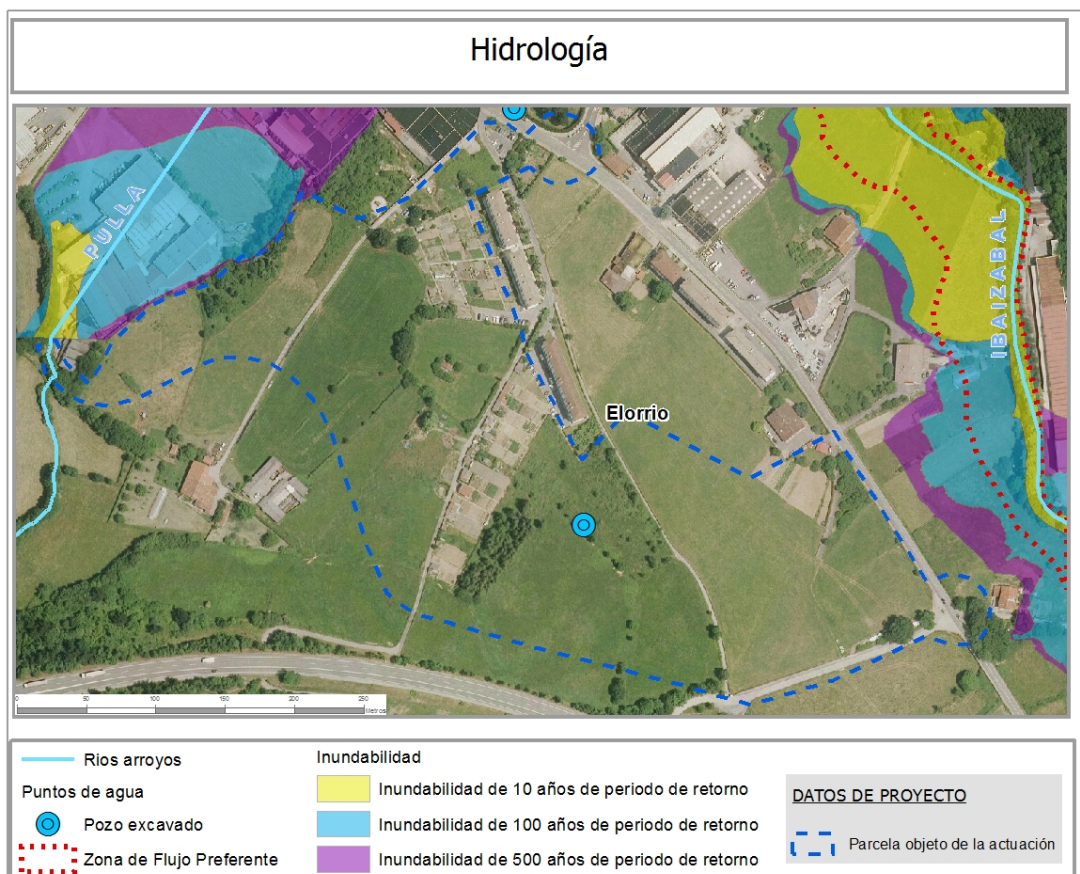 Hidrología
PULLA
IBAIZABAL
Elorrio
0 50 100 150 200 250
Metros
Rios arroyos
Puntos de agua
Pozo excavado
Zona de Flujo Preferente
Inundabilidad
Inundabilidad de 10 años de periodo de retorno
Inundabilidad de 100 años de periodo de retorno
Inundabilidad de 500 años de periodo de retorno
DATOS DE PROYECTO
Parcela objeto de la actuación